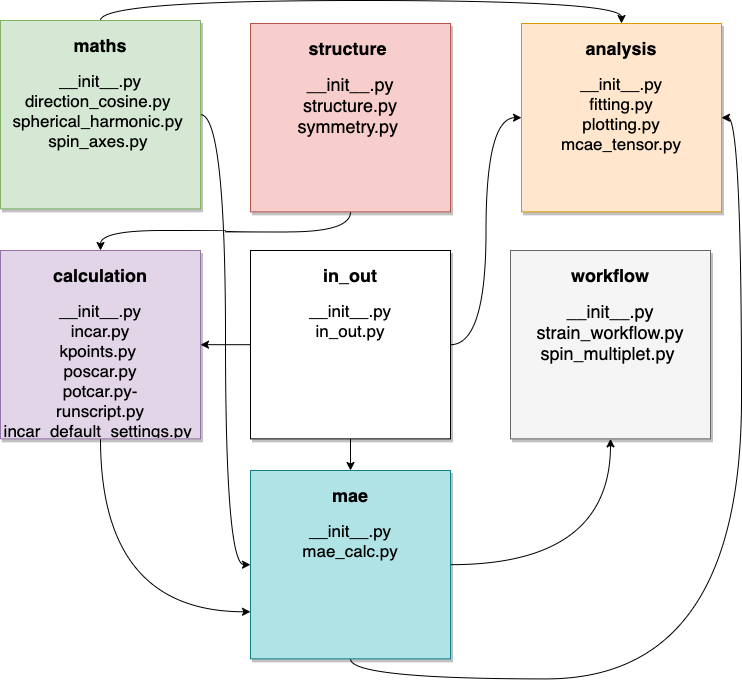 maths
__init__.py
direction_cosine.py
spherical_harmonic.py
spin_axes.py
structure
__init__.py
structure.py
symmetry.py
analysis
__init__.py
fitting.py
plotting.py
mcae_tensor.py
calculation
__init__.py
incar.py
kpoints.py
poscar.py
potcar.py-
runscript.py
incar_default_settings.py
in_out
__init__.py
in_out.py
workflow
__init__.py
strain_workflow.py
spin_multiplet.py
mae
__init__.py
mae_calc.py